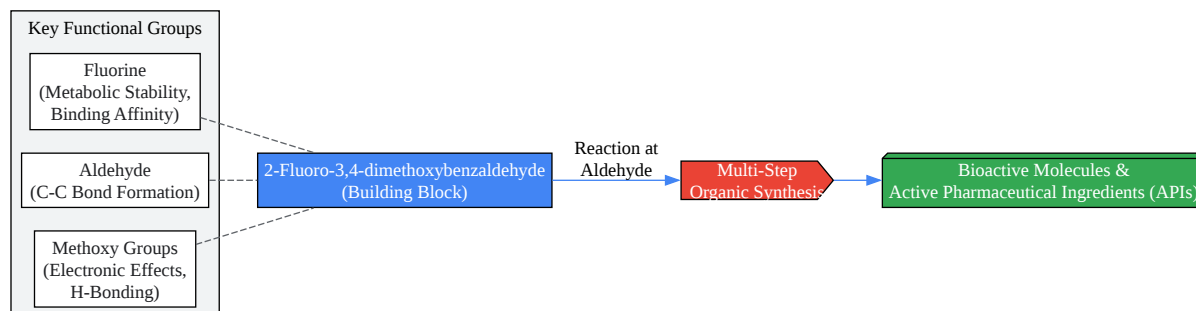 Key Functional Groups
Fluorine
(Metabolic Stability,
Binding Affinity)
Aldehyde
(C-C Bond Formation)
Methoxy Groups
(Electronic Effects,
H-Bonding)
2-Fluoro-3,4-dimethoxybenzaldehyde
(Building Block)
Reaction at
Aldehyde
Multi-Step
Organic Synthesis
Bioactive Molecules &
Active Pharmaceutical Ingredients (APIs)